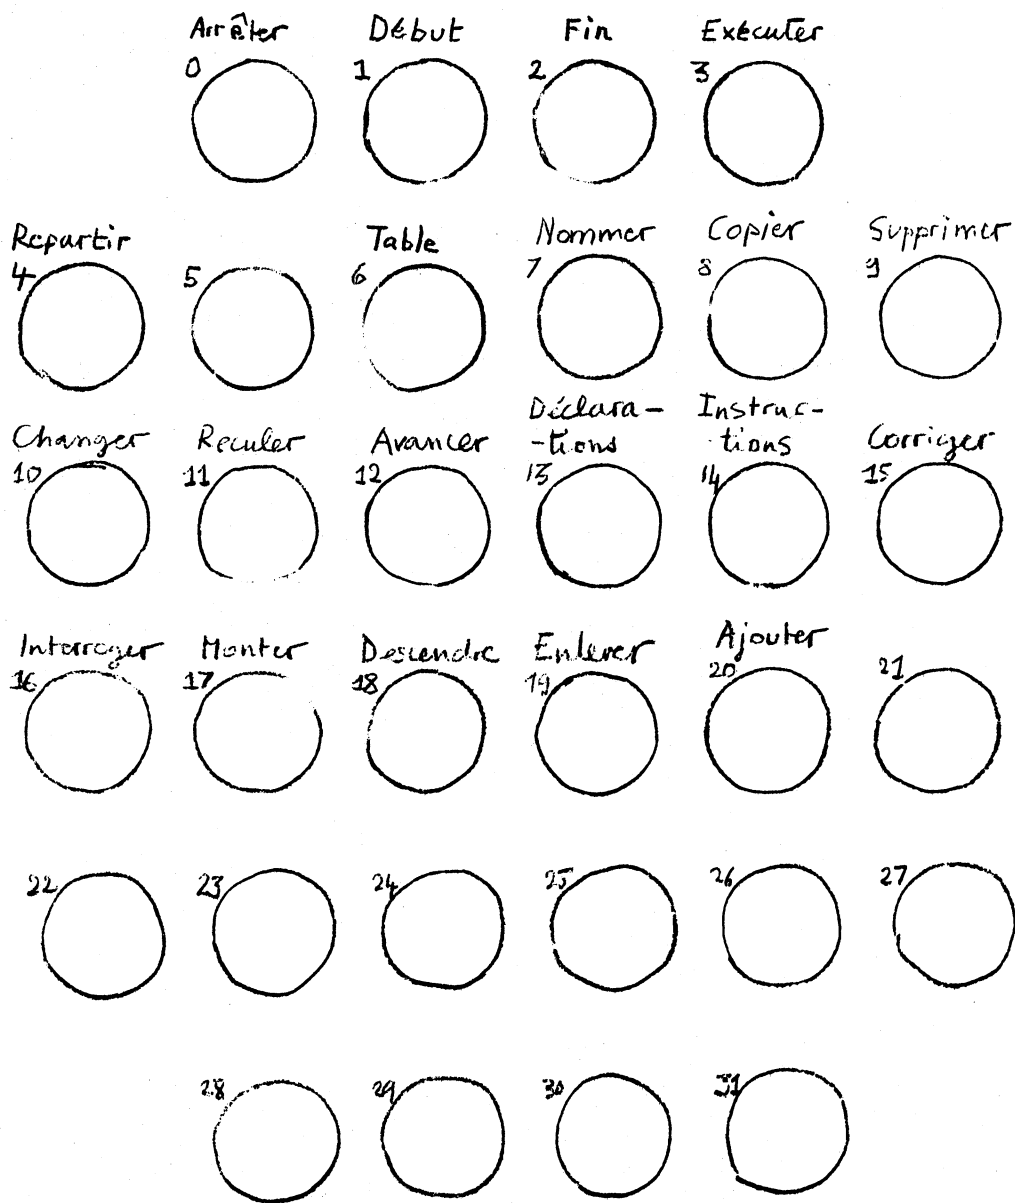 Arrêter Début Fin Exécuter
0 1 2 3
Repartir Table Nommer Copier Supprimer
4 5 6 7 8 9
Déclara- Instruc-
Changer Reculer Avancer -tions -tions Corriger
10 11 12 13 14 15
Interroger Monter Descendre Enlever Ajouter
16 17 18 19 20 21
22 23 24 25 26 27
28 29 30 31